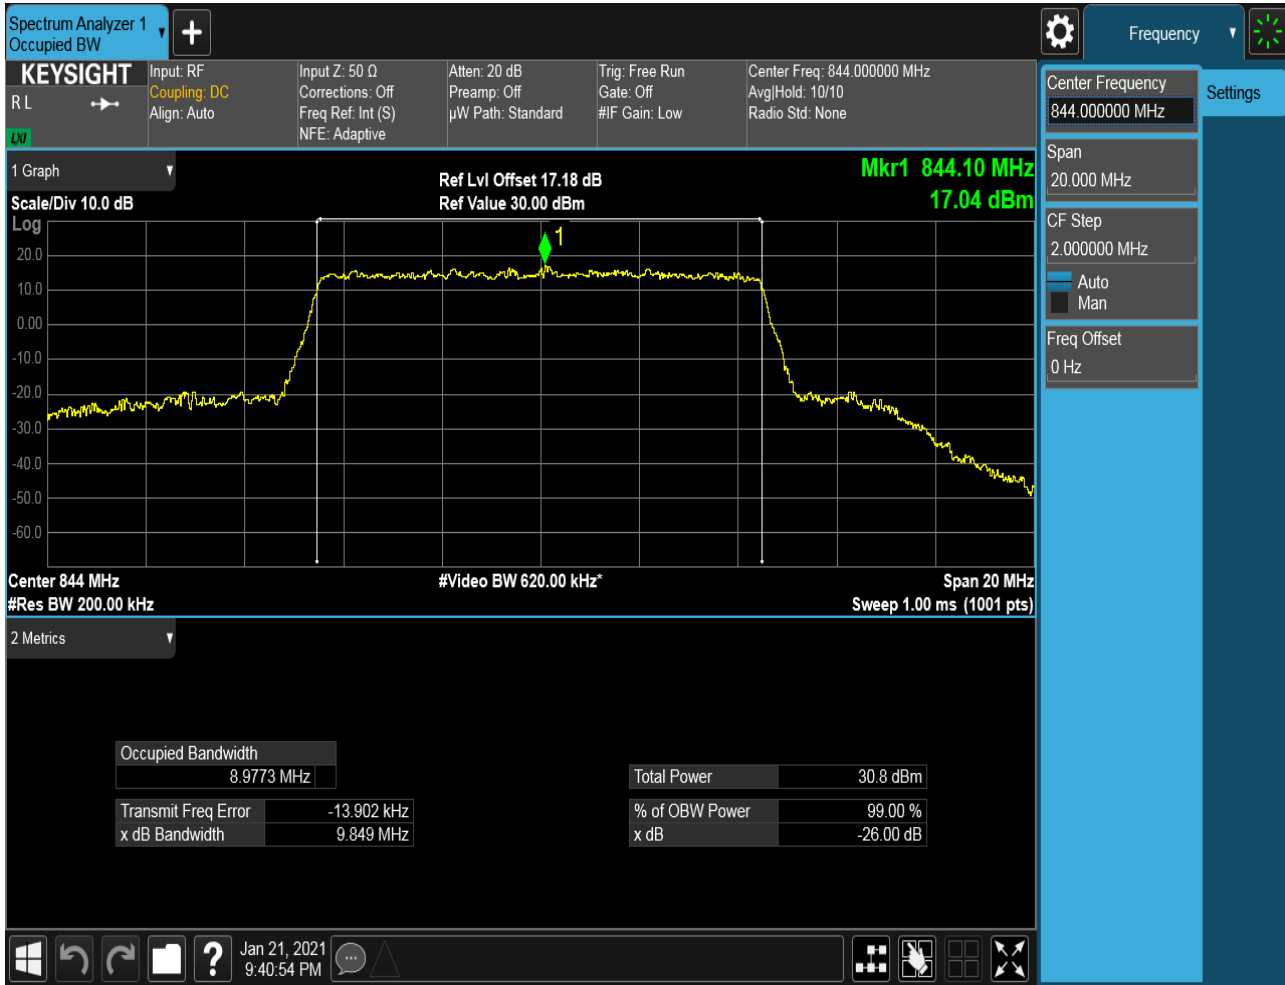 Spectrum Analyzer 1
Occupied BW
Frequency
KEYSIGHT
R L
LXI
Input: RF
Coupling: DC
Align: Auto
Input Z: 50 Ω
Corrections: Off
Freq Ref: Int (S)
NFE: Adaptive
Atten: 20 dB
Preamp: Off
µW Path: Standard
Trig: Free Run
Gate: Off
#IF Gain: Low
Center Freq: 844.000000 MHz
Avg|Hold: 10/10
Radio Std: None
Center Frequency
844.000000 MHz
Settings
Span
20.000 MHz
CF Step
2.000000 MHz
Auto
Man
Freq Offset
0 Hz
1 Graph
Scale/Div 10.0 dB
Ref Lvl Offset 17.18 dB
Ref Value 30.00 dBm
Mkr1 844.10 MHz
17.04 dBm
Log
1
20.0
10.0
0.00
-10.0
-20.0
-30.0
-40.0
-50.0
-60.0
Center 844 MHz
#Video BW 620.00 kHz*
Span 20 MHz
#Res BW 200.00 kHz
Sweep 1.00 ms (1001 pts)
2 Metrics
Occupied Bandwidth
8.9773 MHz
Total Power 30.8 dBm
Transmit Freq Error -13.902 kHz
% of OBW Power 99.00 %
x dB Bandwidth 9.849 MHz
x dB -26.00 dB
?
Jan 21, 2021
9:40:54 PM